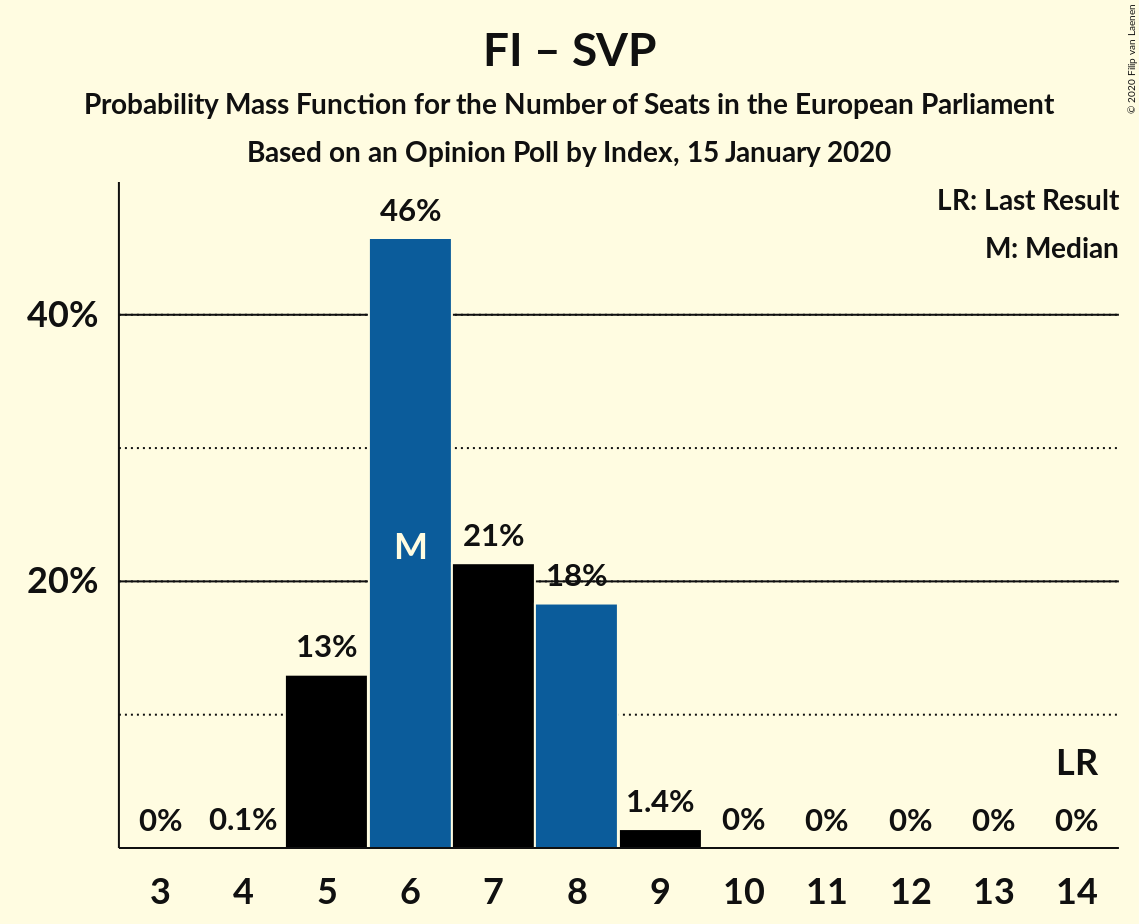 FI – SVP
Probability Mass Function for the Number of Seats in the European Parliament
Based on an Opinion Poll by Index, 15 January 2020
© 2020 Filip van Laenen
LR: Last Result
M: Median
40%
20%
0%
0.1%
13%
46%
M
21%
18%
1.4%
0%
0%
0%
0%
LR
0%
3 4 5 6 7 8 9 10 11 12 13 14